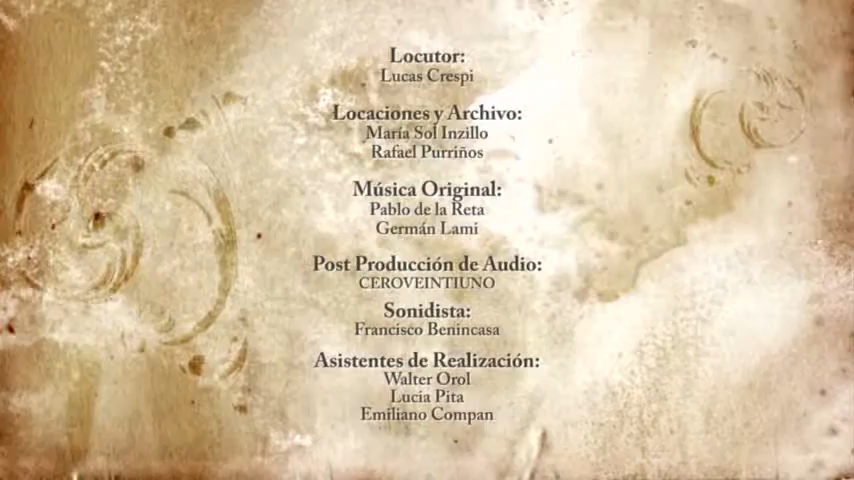 Locutor:
Lucas Crespi
Locaciones y Archivo:
María Sol Inzillo
Rafael Purriños
Música Original:
Pablo de la Reta
Germán Lami
Post Producción de Audio:
CEROVEINTIUNO
Sonidista:
Francisco Benincasa
Asistentes de Realización:
Walter Orol
Lucia Pita
Emiliano Compan